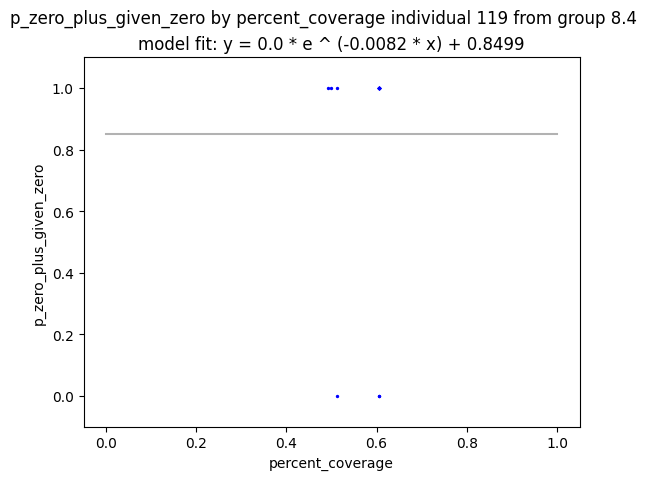 p_zero_plus_given_zero by percent_coverage individual 119 from group 8.4
model fit: y = 0.0 * e ^ (-0.0082 * x) + 0.8499
1.0
0.8
0.6
0.4
0.2
0.0
p_zero_plus_given_zero
0.0 0.2 0.4 0.6 0.8 1.0
percent_coverage